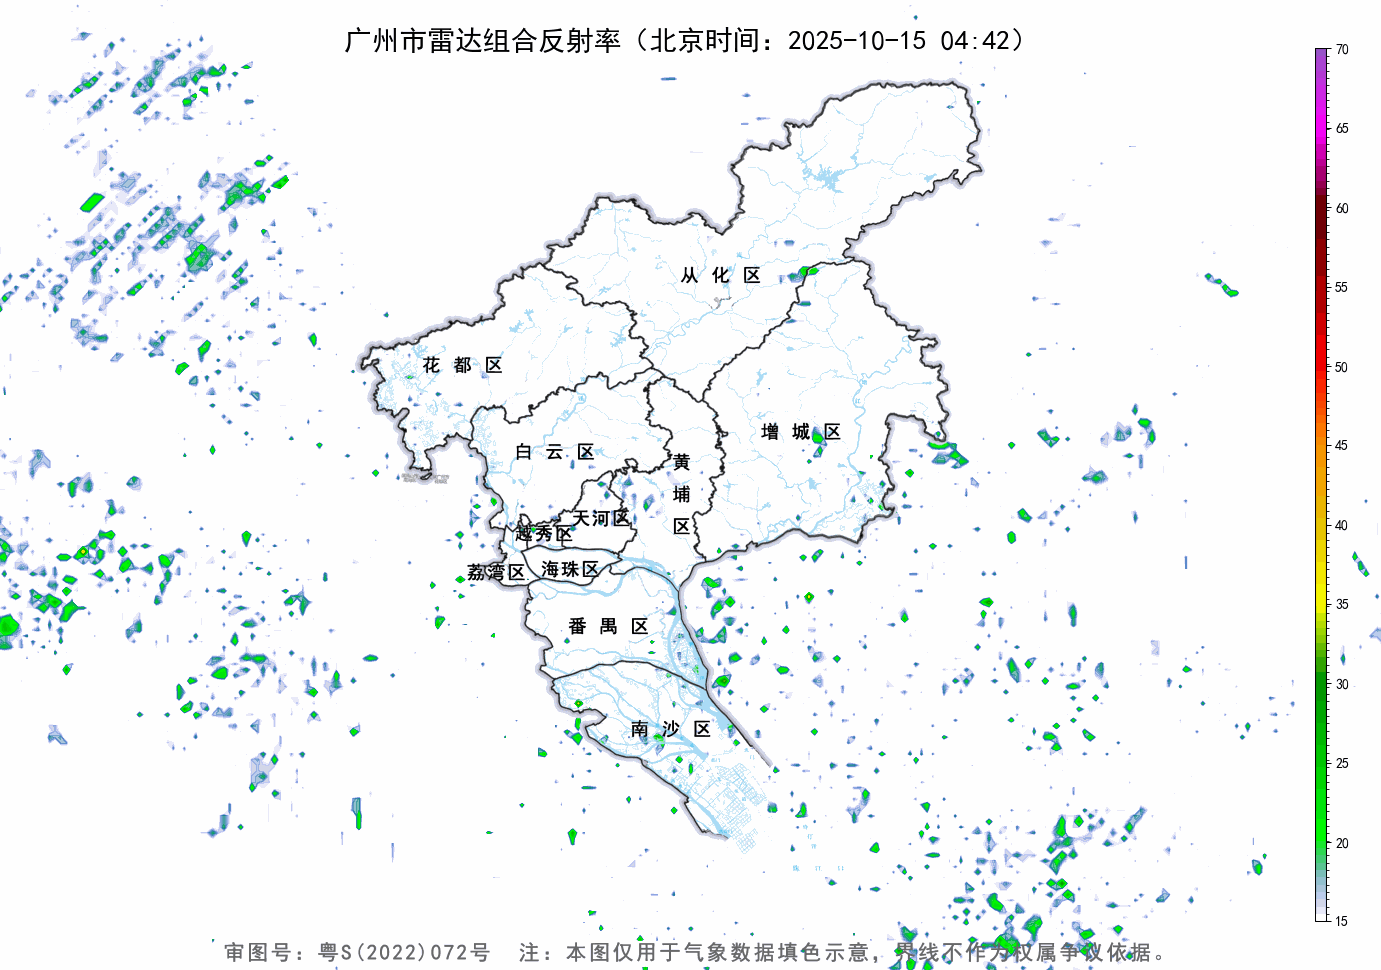 广州市雷达组合反射率（北京时间：2025-10-15 04:42）
70
65
60
55
50
45
40
35
30
25
20
15
从化区
花都区
增城区
白云区
黄埔区
天河区
越秀区
海珠区
荔湾区
番禺区
南沙区
审图号：粤S(2022)072号 注：本图仅用于气象数据填色示意，界线不作为权属争议依据。